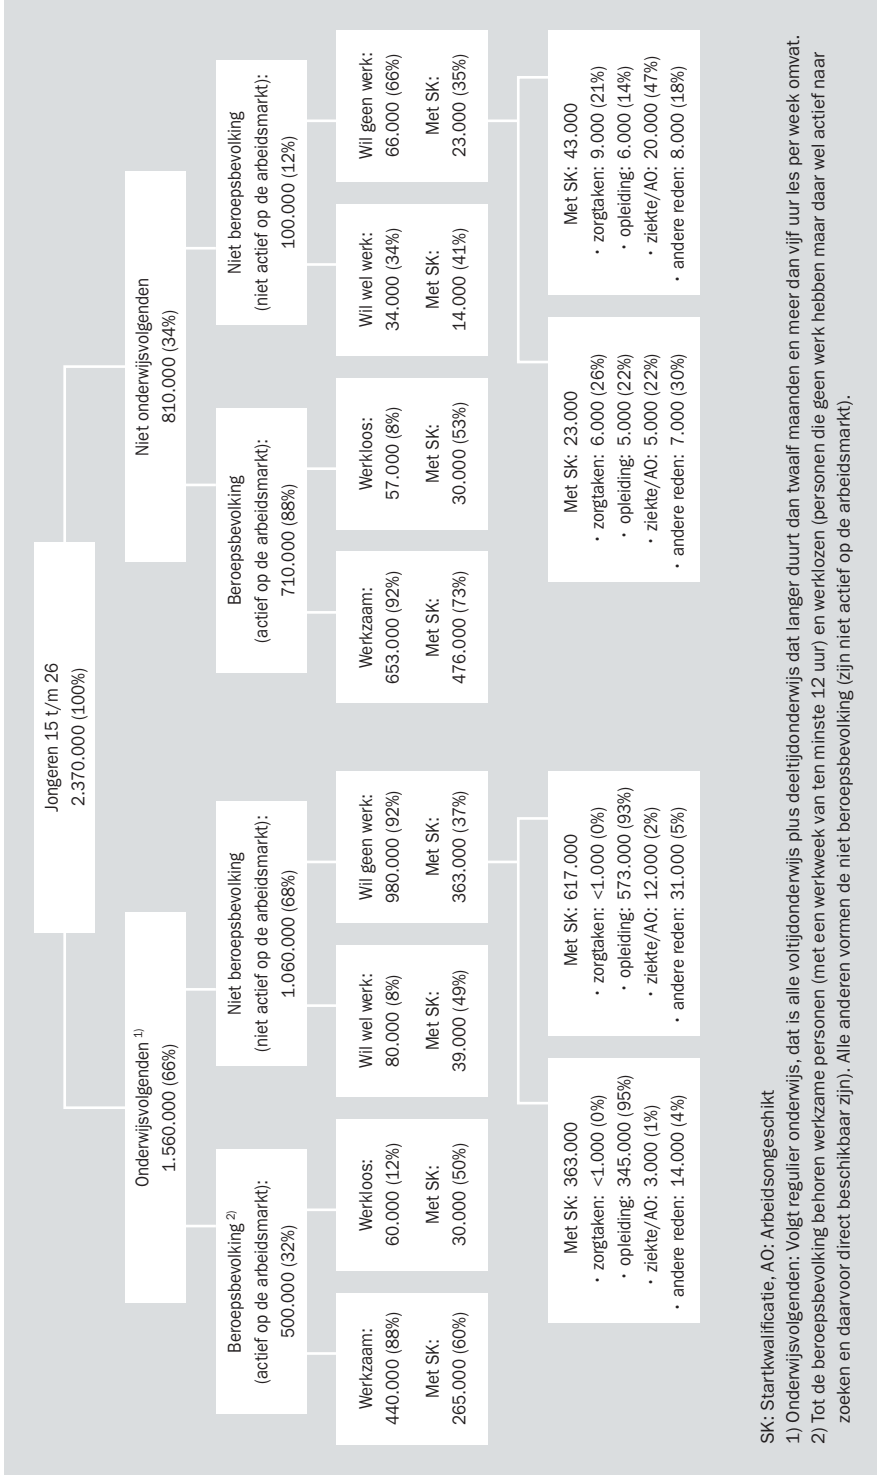 Jongeren 15 t/m 26
2.370.000 (100%)
Onderwijsvolgenden 1)
1.560.000 (66%)
Niet onderwijsvolgenden
810.000 (34%)
Beroepsbevolking 2)
(actief op de arbeidsmarkt):
500.000 (32%)
Niet beroepsbevolking
(niet actief op de arbeidsmarkt):
1.060.000 (68%)
Beroepsbevolking
(actief op de arbeidsmarkt):
710.000 (88%)
Niet beroepsbevolking
(niet actief op de arbeidsmarkt):
100.000 (12%)
Werkzaam:
440.000 (88%)
Met SK:
265.000 (60%)
Werkloos:
60.000 (12%)
Met SK:
30.000 (50%)
Wil wel werk:
80.000 (8%)
Met SK:
39.000 (49%)
Wil geen werk:
980.000 (92%)
Met SK:
363.000 (37%)
Werkzaam:
653.000 (92%)
Met SK:
476.000 (73%)
Werkloos:
57.000 (8%)
Met SK:
30.000 (53%)
Wil wel werk:
34.000 (34%)
Met SK:
14.000 (41%)
Wil geen werk:
66.000 (66%)
Met SK:
23.000 (35%)
Met SK: 363.000
· zorgtaken: <1.000 (0%)
· opleiding: 345.000 (95%)
· ziekte/AO: 3.000 (1%)
· andere reden: 14.000 (4%)
Met SK: 617.000
· zorgtaken: <1.000 (0%)
· opleiding: 573.000 (93%)
· ziekte/AO: 12.000 (2%)
· andere reden: 31.000 (5%)
Met SK: 23.000
· zorgtaken: 6.000 (26%)
· opleiding: 5.000 (22%)
· ziekte/AO: 5.000 (22%)
· andere reden: 7.000 (30%)
Met SK: 43.000
· zorgtaken: 9.000 (21%)
· opleiding: 6.000 (14%)
· ziekte/AO: 20.000 (47%)
· andere reden: 8.000 (18%)
SK: Startkwalificatie, AO: Arbeidsongeschikt
1) Onderwijsvolgenden: Volgt regulier onderwijs, dat is alle voltijdonderwijs plus deeltijdonderwijs dat langer duurt dan twaalf maanden en meer dan vijf uur les per week omvat.
2) Tot de beroepsbevolking behoren werkzame personen (met een werkweek van ten minste 12 uur) en werklozen (personen die geen werk hebben maar daar wel actief naar
zoeken en daarvoor direct beschikbaar zijn). Alle anderen vormen de niet beroepsbevolking (zijn niet actief op de arbeidsmarkt).